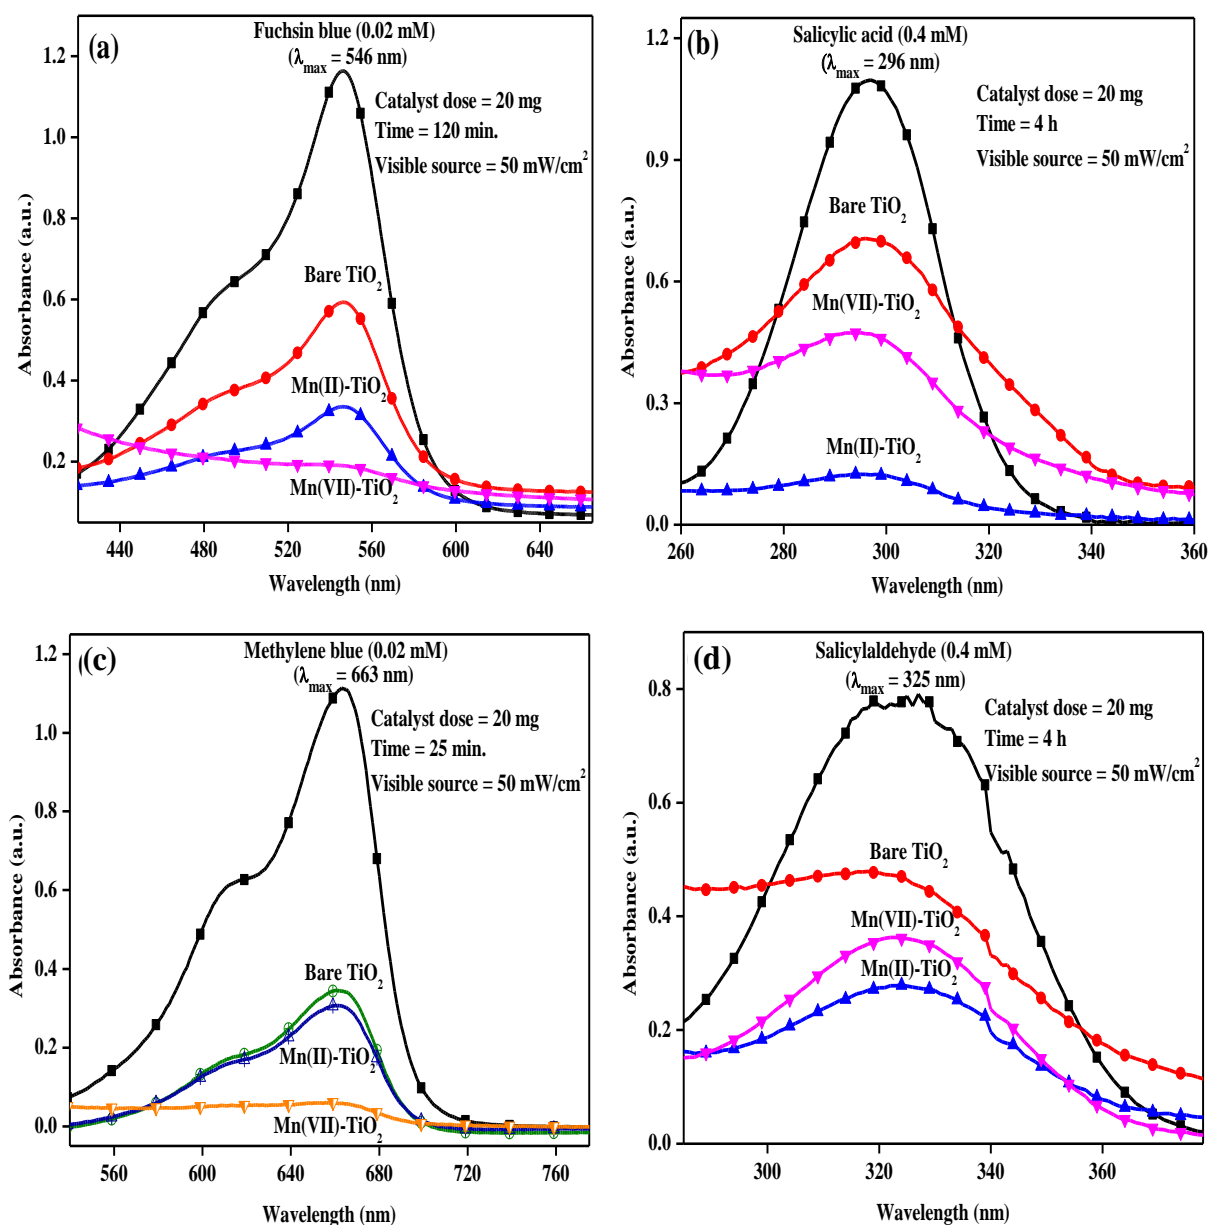 (a)
Fuchsin blue (0.02 mM)
(λmax = 546 nm)
Catalyst dose = 20 mg
Time = 120 min.
Visible source = 50 mW/cm²
Bare TiO₂
Mn(II)-TiO₂
Mn(VII)-TiO₂
Absorbance (a.u.)
1.2
1.0
0.8
0.6
0.4
0.2
440 480 520 560 600 640
Wavelength (nm)
(b)
Salicylic acid (0.4 mM)
(λmax = 296 nm)
Catalyst dose = 20 mg
Time = 4 h
Visible source = 50 mW/cm²
Bare TiO₂
Mn(VII)-TiO₂
Mn(II)-TiO₂
Absorbance (a.u.)
1.2
0.9
0.6
0.3
0.0
260 280 300 320 340 360
Wavelength (nm)
(c)
Methylene blue (0.02 mM)
(λmax = 663 nm)
Catalyst dose = 20 mg
Time = 25 min.
Visible source = 50 mW/cm²
Bare TiO₂
Mn(II)-TiO₂
Mn(VII)-TiO₂
Absorbance (a.u.)
1.2
1.0
0.8
0.6
0.4
0.2
0.0
560 600 640 680 720 760
Wavelength (nm)
(d)
Salicylaldehyde (0.4 mM)
(λmax = 325 nm)
Catalyst dose = 20 mg
Time = 4 h
Visible source = 50 mW/cm²
Bare TiO₂
Mn(VII)-TiO₂
Mn(II)-TiO₂
Absorbance (a.u.)
0.8
0.6
0.4
0.2
0.0
300 320 340 360
Wavelength (nm)